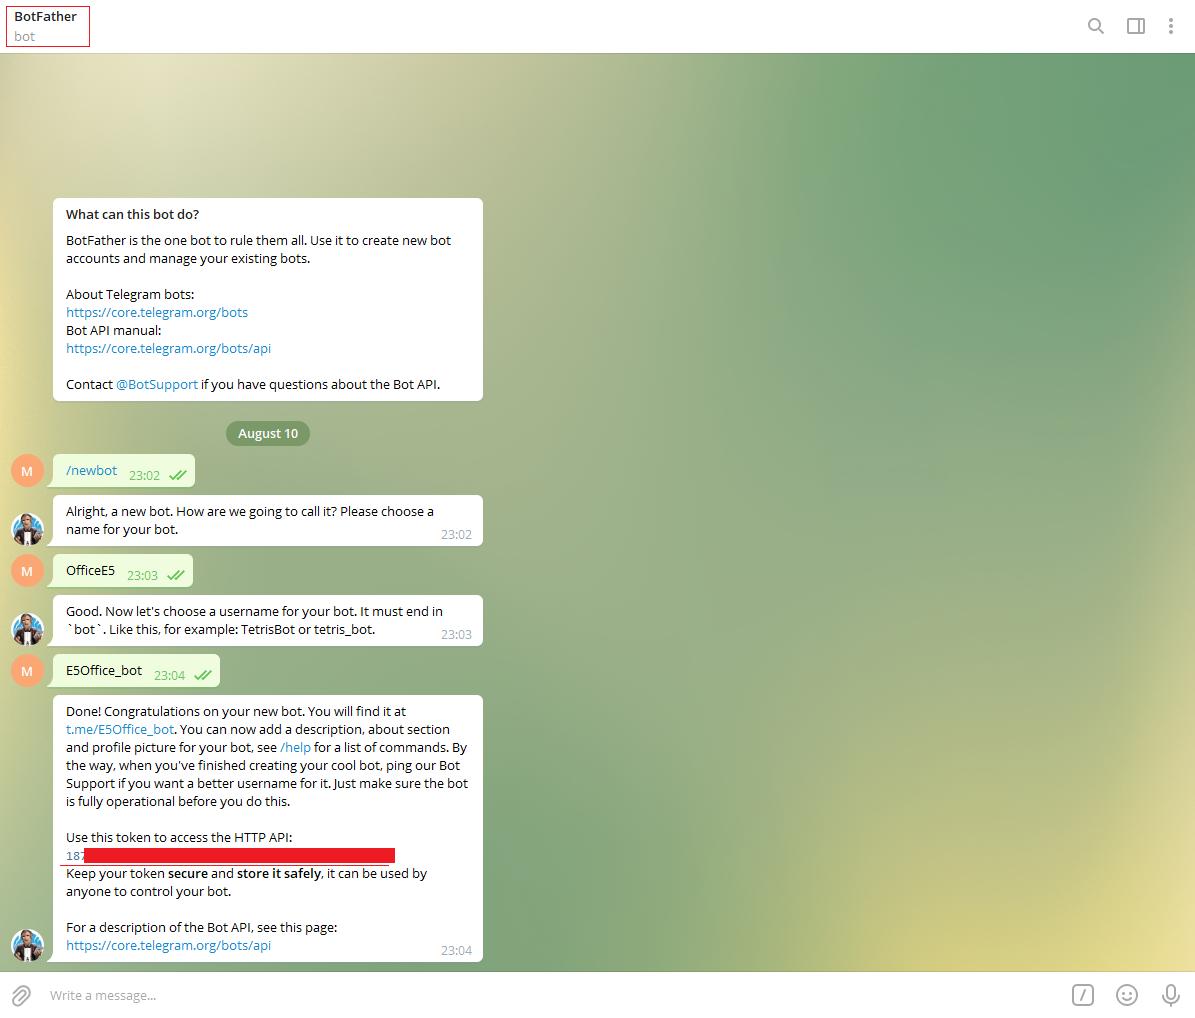 BotFather
bot
What can this bot do?
BotFather is the one bot to rule them all. Use it to create new bot
accounts and manage your existing bots.
About Telegram bots:
https://core.telegram.org/bots
Bot API manual:
https://core.telegram.org/bots/api
Contact @BotSupport if you have questions about the Bot API.
August 10
M
/newbot 23:02
Alright, a new bot. How are we going to call it? Please choose a
name for your bot.
23:02
M
OfficeE5 23:03
Good. Now let's choose a username for your bot. It must end in
`bot`. Like this, for example: TetrisBot or tetris_bot.
23:03
M
E5Office_bot 23:04
Done! Congratulations on your new bot. You will find it at
t.me/E5Office_bot. You can now add a description, about section
and profile picture for your bot, see /help for a list of commands. By
the way, when you've finished creating your cool bot, ping our Bot
Support if you want a better username for it. Just make sure the bot
is fully operational before you do this.
Use this token to access the HTTP API:
187
Keep your token secure and store it safely, it can be used by
anyone to control your bot.
For a description of the Bot API, see this page:
https://core.telegram.org/bots/api
23:04
Write a message...